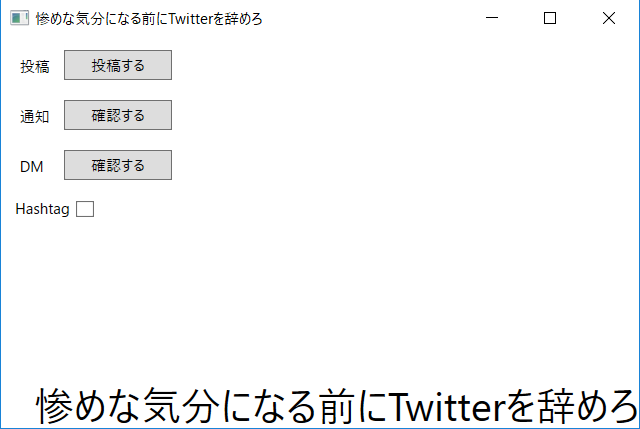 惨めな気分になる前にTwitterを辞めろ
投稿 投稿する
通知 確認する
DM 確認する
Hashtag
惨めな気分になる前にTwitterを辞めろ